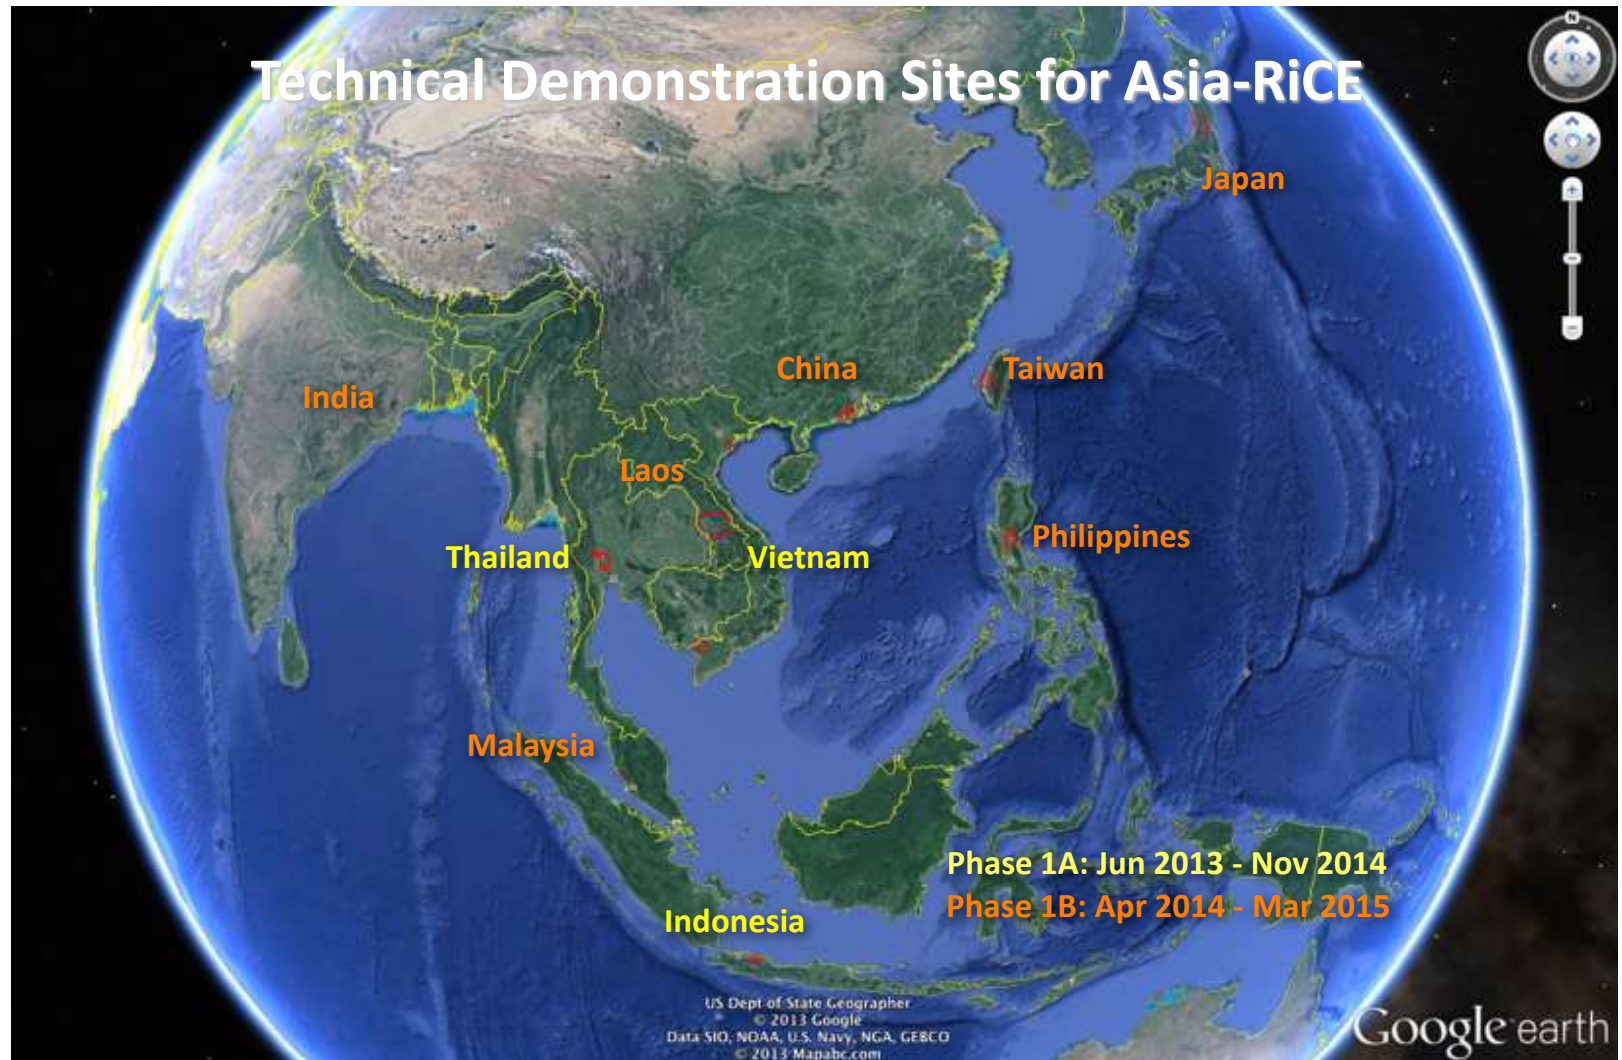 N
Technical Demonstration Sites for Asia-RiCE
Japan
China
Taiwan
India
Laos
Philippines
Thailand
Vietnam
Malaysia
Phase 1A: Jun 2013 - Nov 2014
Phase 1B: Apr 2014 - Mar 2015
Indonesia
US Dept of State Geographer
© 2013 Google
Data SIO, NOAA, U.S. Navy, NGA, GEBCO
© 2013 Mapabc.com
Google earth